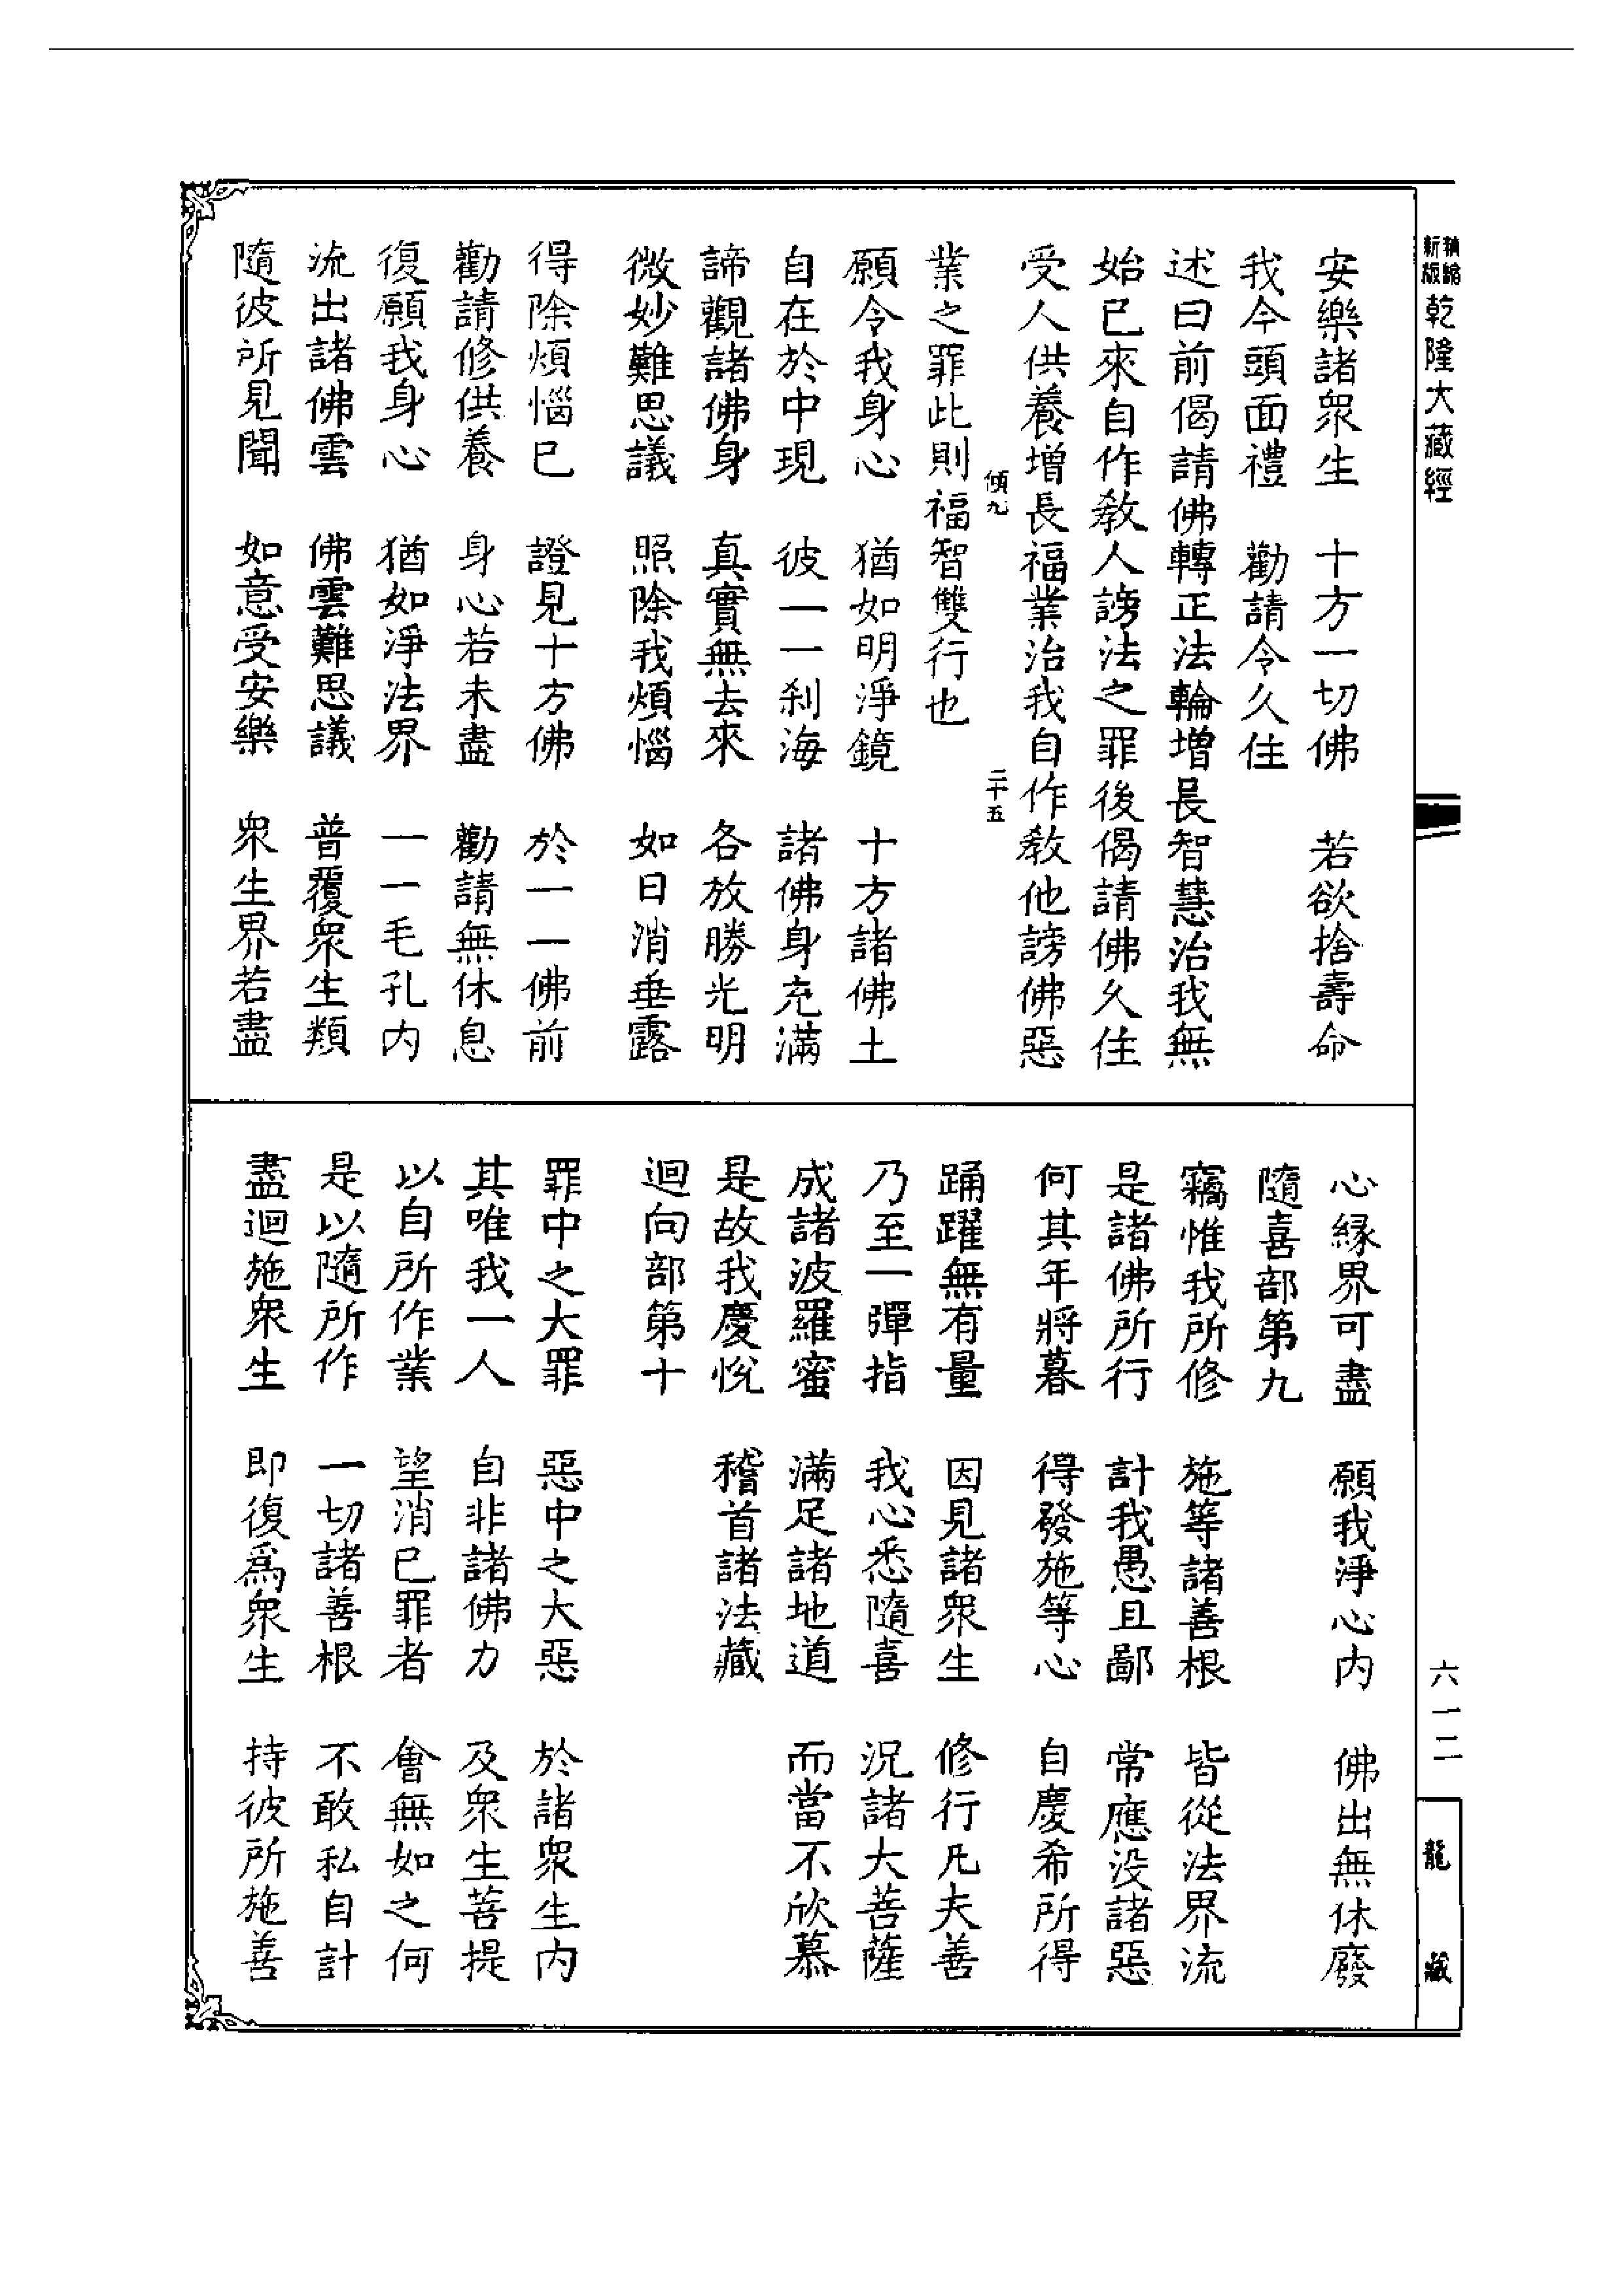 新版精縮乾隆大藏經
安樂諸眾生　十方一切佛　若欲捨壽命
我今頭面禮　勸請令久住
述曰前偈請佛轉正法輪增長智慧治我無
始已來自作教人謗法之罪後偈請佛久住
受人供養增長福業治我自作教他謗佛惡
傾九　二十五
業之罪此則福智雙行也
願令我身心　猶如明淨鏡　十方諸佛土
自在於中現　彼一一剎海　諸佛身充滿
諦觀諸佛身　真實無去來　各放勝光明
微妙難思議　照除我煩惱　如日消垂露
得除煩惱已　證見十方佛　於一一佛前
勸請修供養　身心若未盡　勸請無休息
復願我身心　猶如淨法界　一一毛孔內
流出諸佛雲　佛雲難思議　普覆眾生類
隨彼所見聞　如意受安樂　眾生界若盡
心緣界可盡　願我淨心內　佛出無休廢
隨喜部第九
竊惟我所修　施等諸善根　皆從法界流
是諸佛所行　計我愚且鄙　常應没諸惡
何其年將暮　得發施等心　自慶希所得
踊躍無有量　因見諸眾生　修行凡夫善
乃至一彈指　我心悉隨喜　況諸大菩薩
成諸波羅蜜　滿足諸地道　而當不欣慕
是故我慶悅　稽首諸法藏
迴向部第十
罪中之大罪　惡中之大惡　於諸眾生內
其唯我一人　自非諸佛力　及眾生菩提
以自所作業　望消已罪者　會無如之何
是以隨所作　一切諸善根　不敢私自計
盡迴施眾生　即復為眾生　持彼所施善
六一二
龍藏